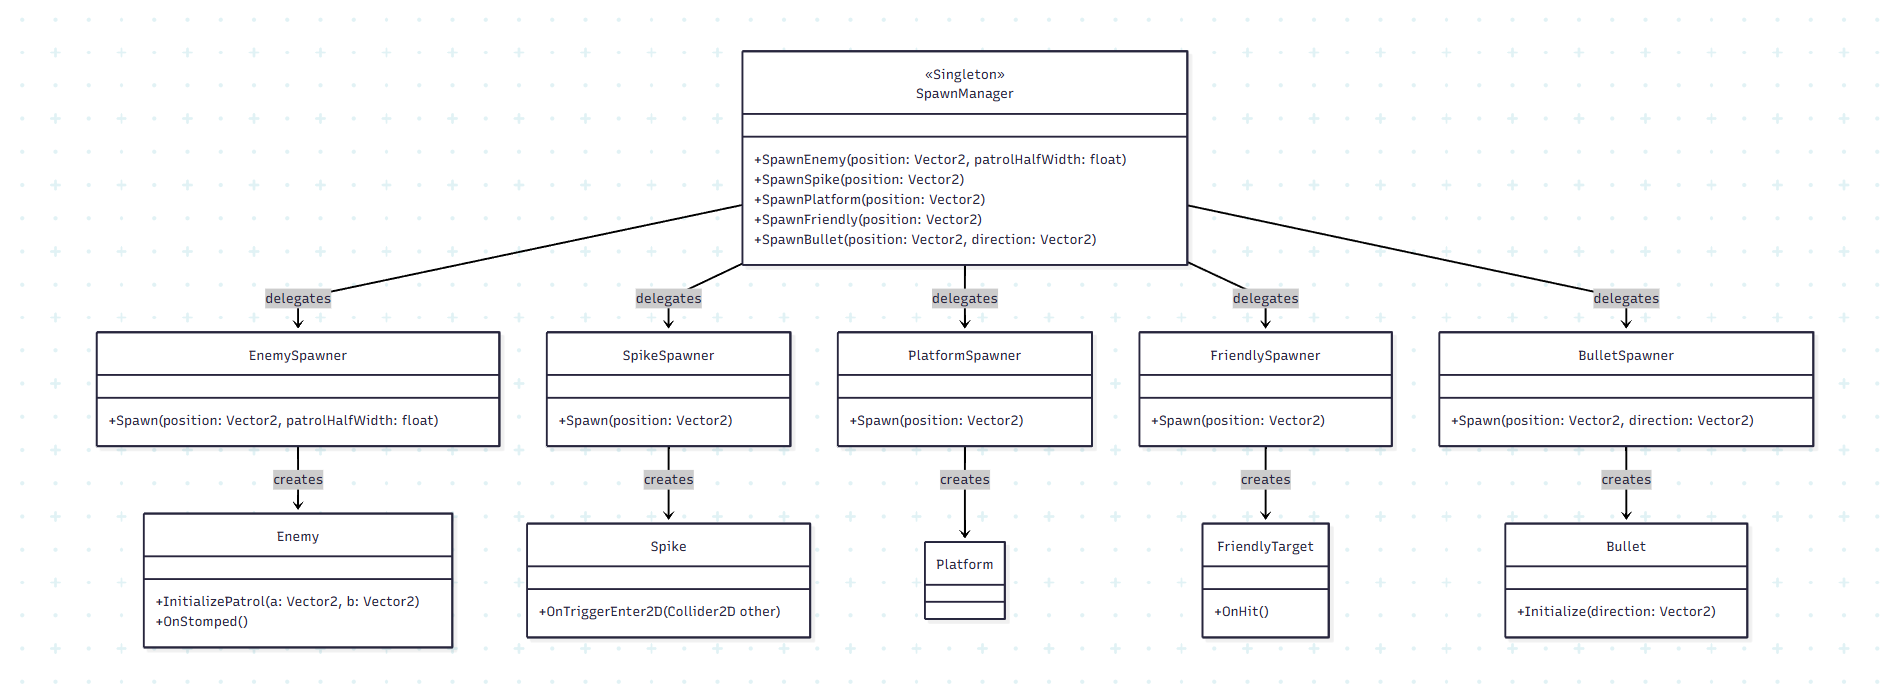 «Singleton»
SpawnManager
+SpawnEnemy(position: Vector2, patrolHalfWidth: float)
+SpawnSpike(position: Vector2)
+SpawnPlatform(position: Vector2)
+SpawnFriendly(position: Vector2)
+SpawnBullet(position: Vector2, direction: Vector2)
delegates
delegates
delegates
delegates
delegates
EnemySpawner
+Spawn(position: Vector2, patrolHalfWidth: float)
SpikeSpawner
+Spawn(position: Vector2)
PlatformSpawner
+Spawn(position: Vector2)
FriendlySpawner
+Spawn(position: Vector2)
BulletSpawner
+Spawn(position: Vector2, direction: Vector2)
creates
creates
creates
creates
creates
Enemy
+InitializePatrol(a: Vector2, b: Vector2)
+OnStomped()
Spike
+OnTriggerEnter2D(Collider2D other)
Platform
FriendlyTarget
+OnHit()
Bullet
+Initialize(direction: Vector2)